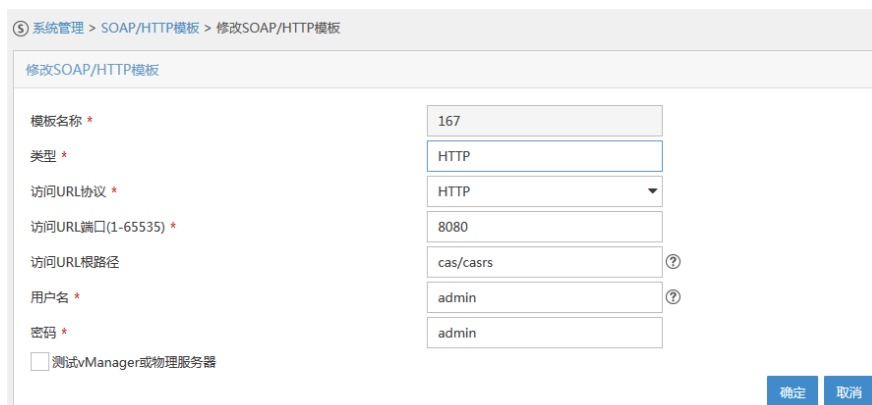 系统管理 > SOAP/HTTP模板 > 修改SOAP/HTTP模板
修改SOAP/HTTP模板
模板名称 * 167
类型 * HTTP
访问URL协议 * HTTP
访问URL端口(1-65535) * 8080
访问URL根路径 cas/casrs
用户名 * admin
密码 * admin
测试vManager或物理服务器
确定 取消